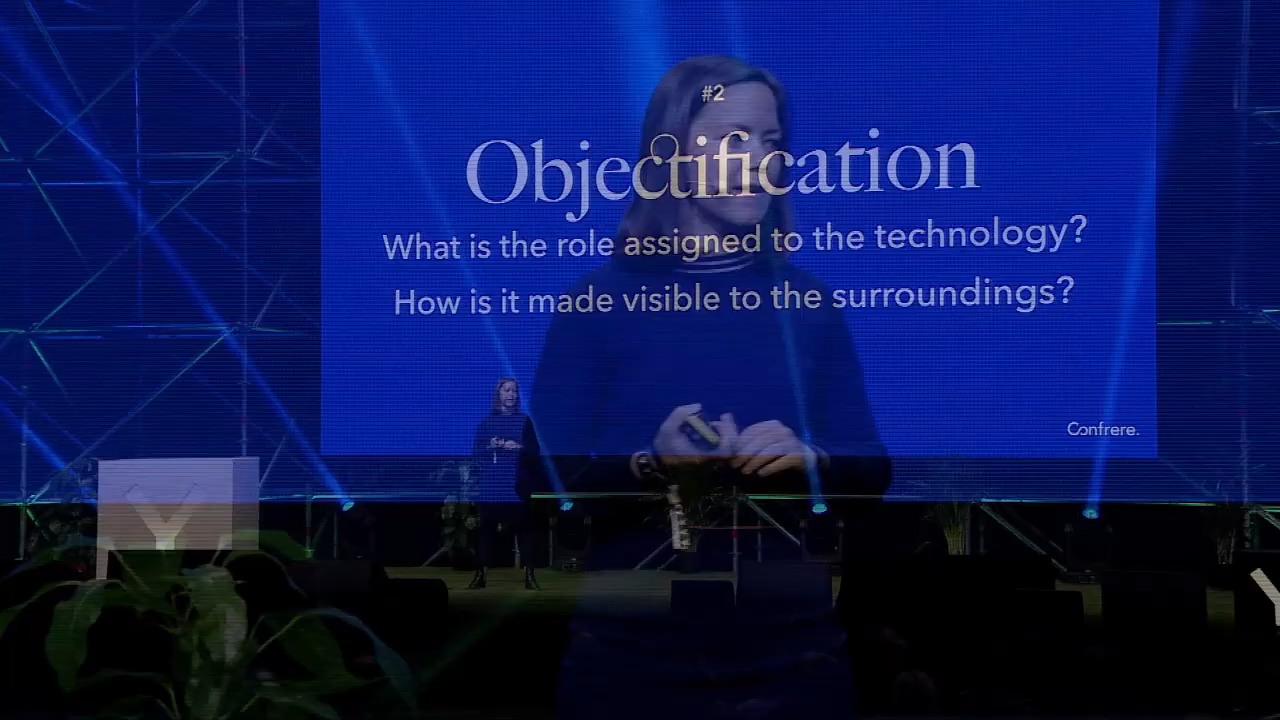 #2
Objectification
What is the role assigned to the technology?
How is it made visible to the surroundings?
Confrere.
Y
Y